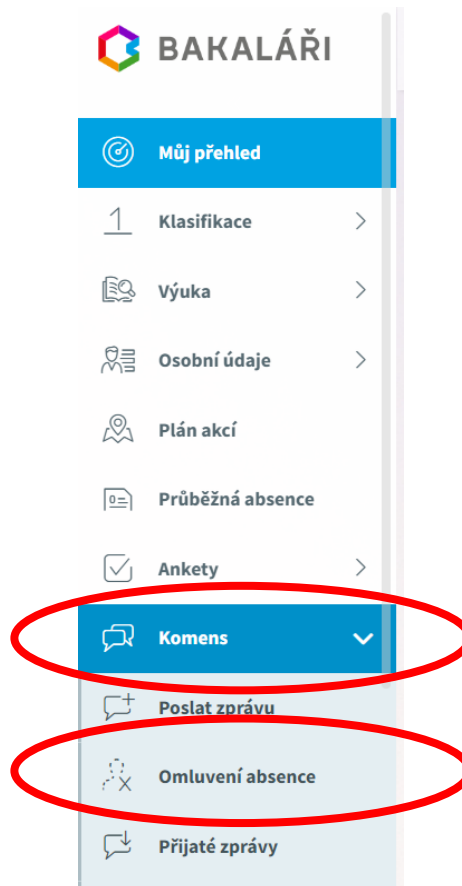 BAKALÁŘI
Můj přehled
1 Klasifikace
Výuka
Osobní údaje
Plán akcí
Průběžná absence
Ankety
Komens
Poslat zprávu
Omluvení absence
Přijaté zprávy